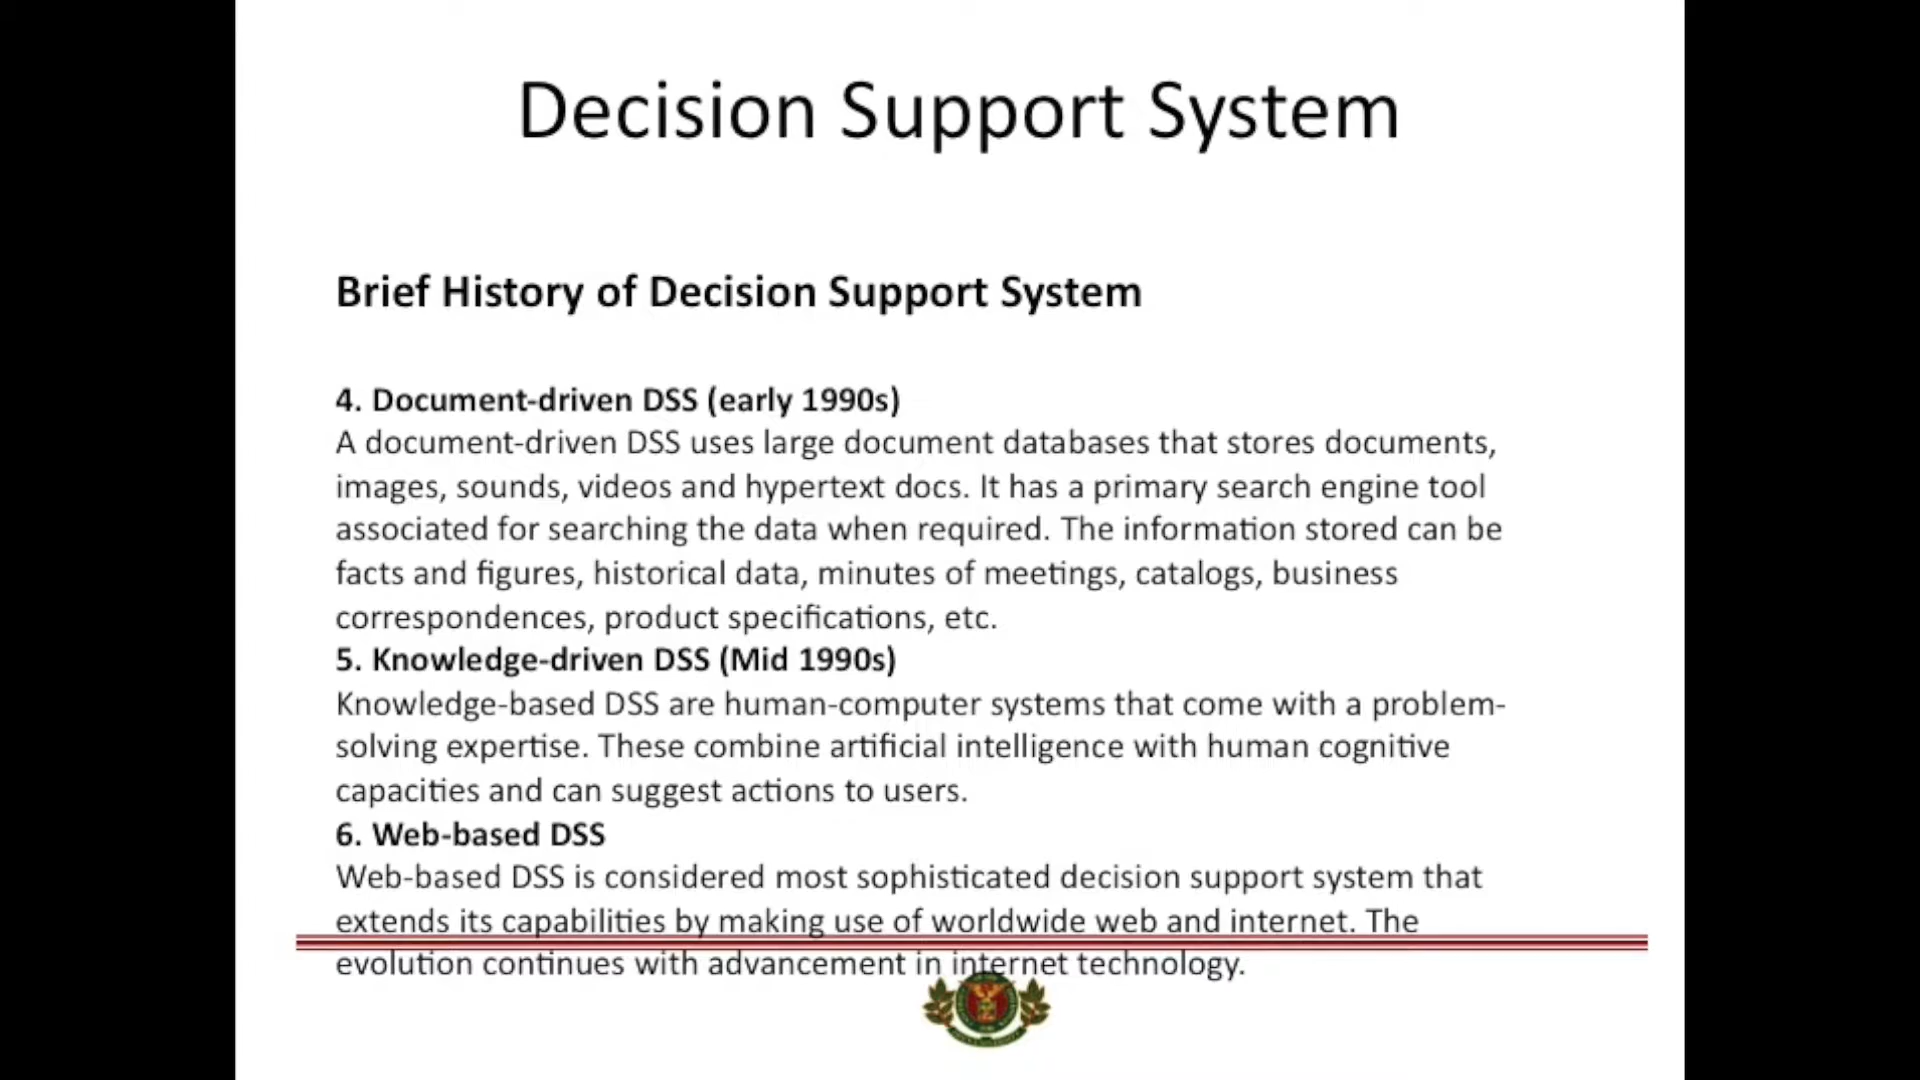 Decision Support System
Brief History of Decision Support System
4. Document-driven DSS (early 1990s)
A document-driven DSS uses large document databases that stores documents,
images, sounds, videos and hypertext docs. It has a primary search engine tool
associated for searching the data when required. The information stored can be
facts and figures, historical data, minutes of meetings, catalogs, business
correspondences, product specifications, etc.
5. Knowledge-driven DSS (Mid 1990s)
Knowledge-based DSS are human-computer systems that come with a problem-
solving expertise. These combine artificial intelligence with human cognitive
capacities and can suggest actions to users.
6. Web-based DSS
Web-based DSS is considered most sophisticated decision support system that
extends its capabilities by making use of worldwide web and internet. The
evolution continues with advancement in internet technology.